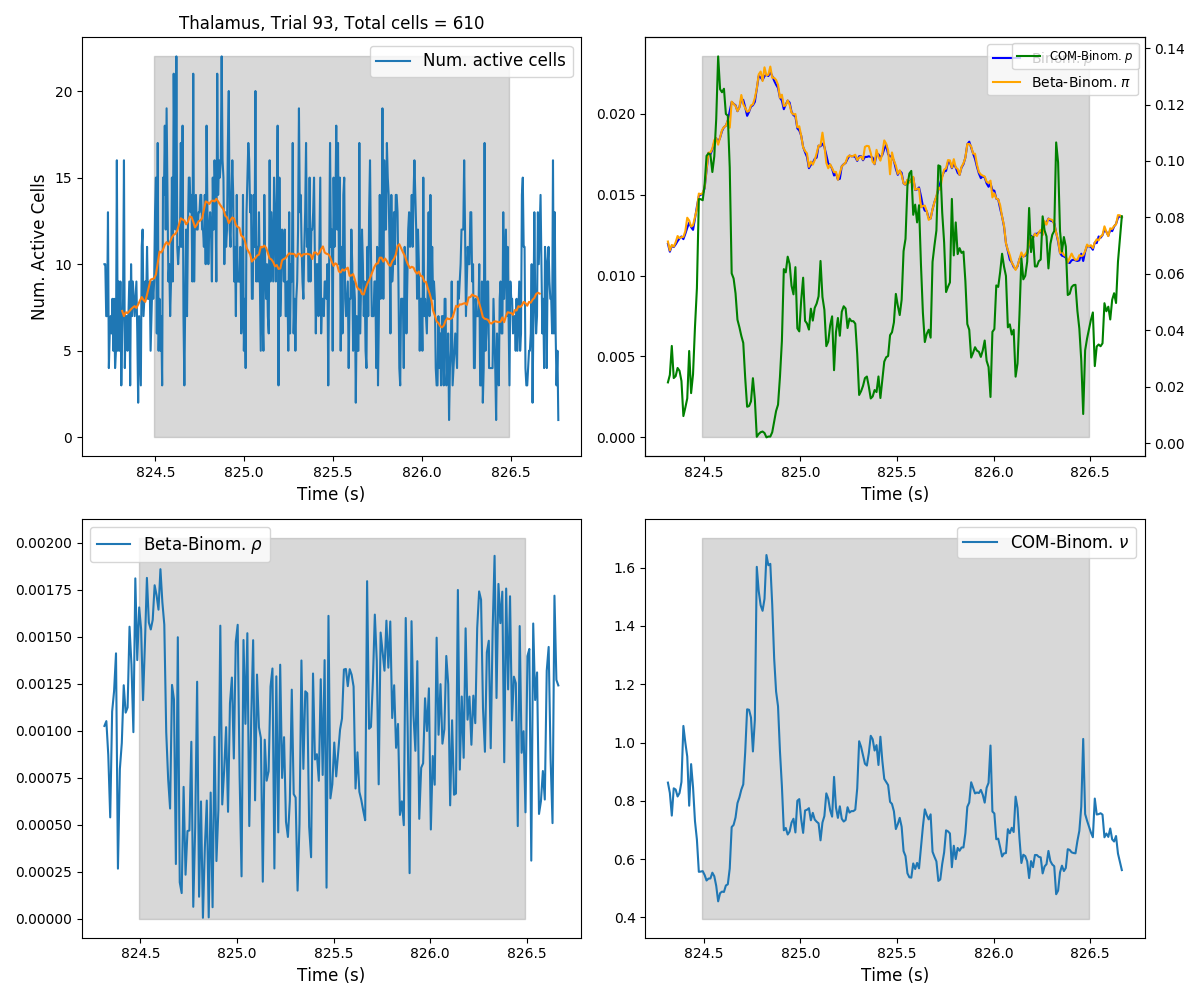 Thalamus, Trial 93, Total cells = 610
Num. active cells
Num. Active Cells
20
15
10
5
0
824.5 825.0 825.5 826.0 826.5
Time (s)
COM-Binom. p
Beta-Binom. π
0.020
0.015
0.010
0.005
0.000
0.14
0.12
0.10
0.08
0.06
0.04
0.02
0.00
824.5 825.0 825.5 826.0 826.5
Time (s)
Beta-Binom. ρ
0.00200
0.00175
0.00150
0.00125
0.00100
0.00075
0.00050
0.00025
0.00000
824.5 825.0 825.5 826.0 826.5
Time (s)
COM-Binom. ν
1.6
1.4
1.2
1.0
0.8
0.6
0.4
824.5 825.0 825.5 826.0 826.5
Time (s)